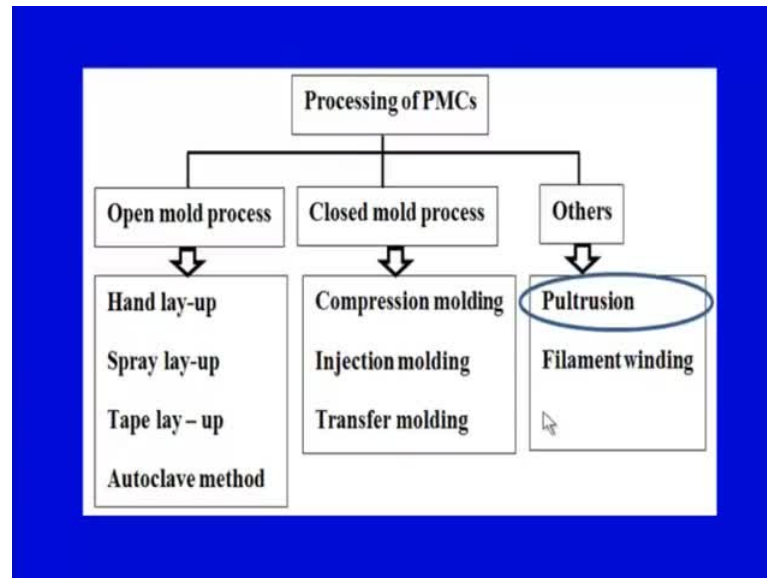 Processing of PMCs
Open mold process
Closed mold process
Others
Hand lay-up
Spray lay-up
Tape lay – up
Autoclave method
Compression molding
Injection molding
Transfer molding
Pultrusion
Filament winding